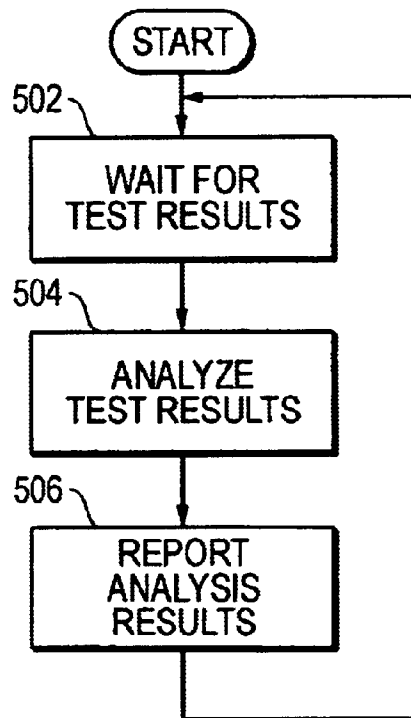 START
502
WAIT FOR
TEST RESULTS
504
ANALYZE
TEST RESULTS
506
REPORT
ANALYSIS
RESULTS